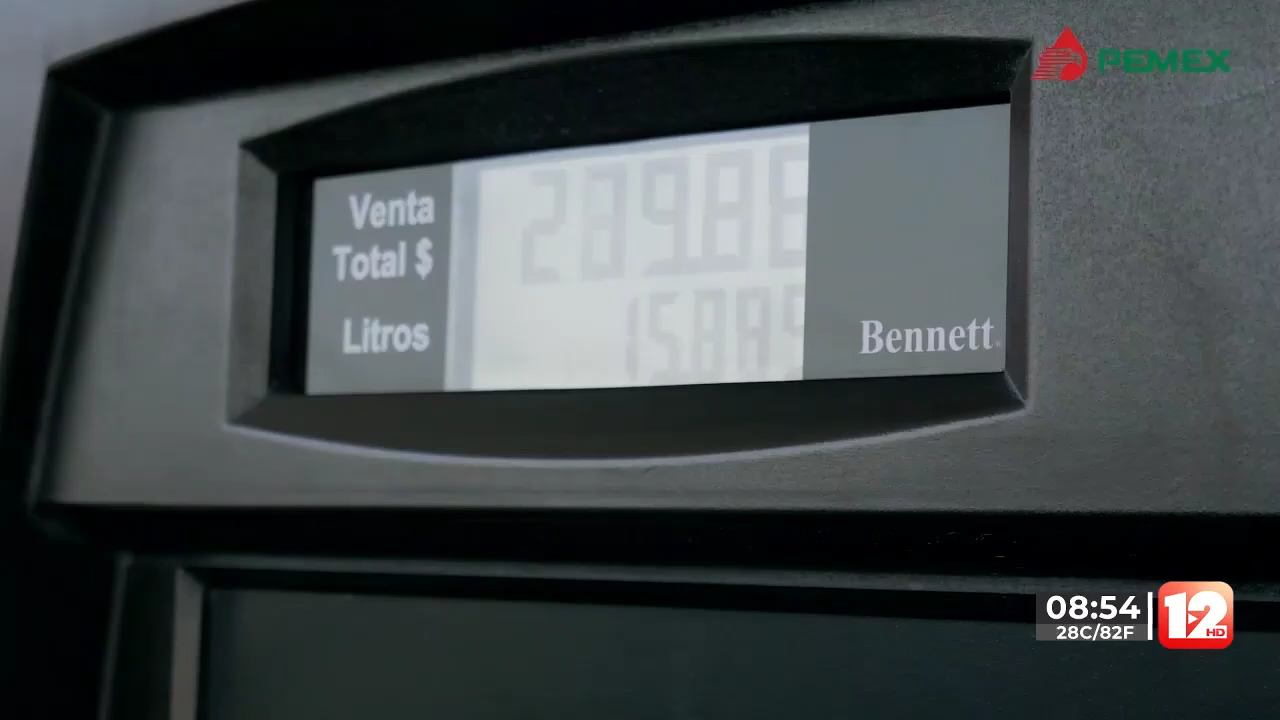 PEMEX
Venta
Total $
Litros
Bennett
08:54
28C/82F
12
HD